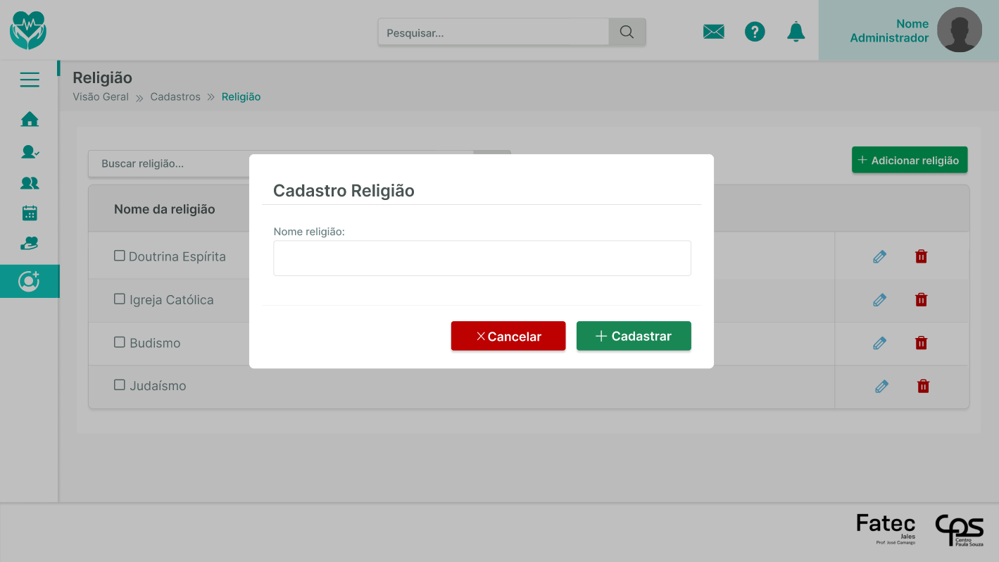 Pesquisar...
Nome
Administrador
Religião
Visão Geral
Cadastros
Religião
Buscar religião...
Adicionar religião
Nome da religião
Doutrina Espírita
Igreja Católica
Budismo
Judaísmo
Cadastro Religião
Nome religião:
Cancelar
Cadastrar
Fatec
Jales
Prof. José Camargo
CPS
Centro
Paula Souza